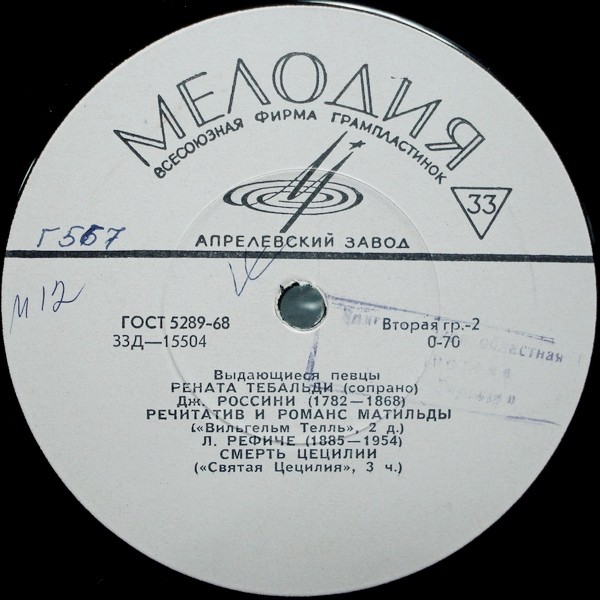 МЕЛОДИЯ
ВСЕСОЮЗНАЯ ФИРМА ГРАМПЛАСТИНОК
33
АПРЕЛЕВСКИЙ ЗАВОД
Г567
М 12
ГОСТ 5289-68
Вторая гр.-2
33Д—15504
0-70
областная
Выдающиеся певцы
РЕНАТА ТЕБАЛЬДИ (сопрано)
Дж. РОССИНИ (1782—1868)
РЕЧИТАТИВ И РОМАНС МАТИЛЬДЫ
(«Вильгельм Телль», 2 д.)
Л. РЕФИЧЕ (1885—1954)
СМЕРТЬ ЦЕЦИЛИИ
(«Святая Цецилия», 3 ч.)